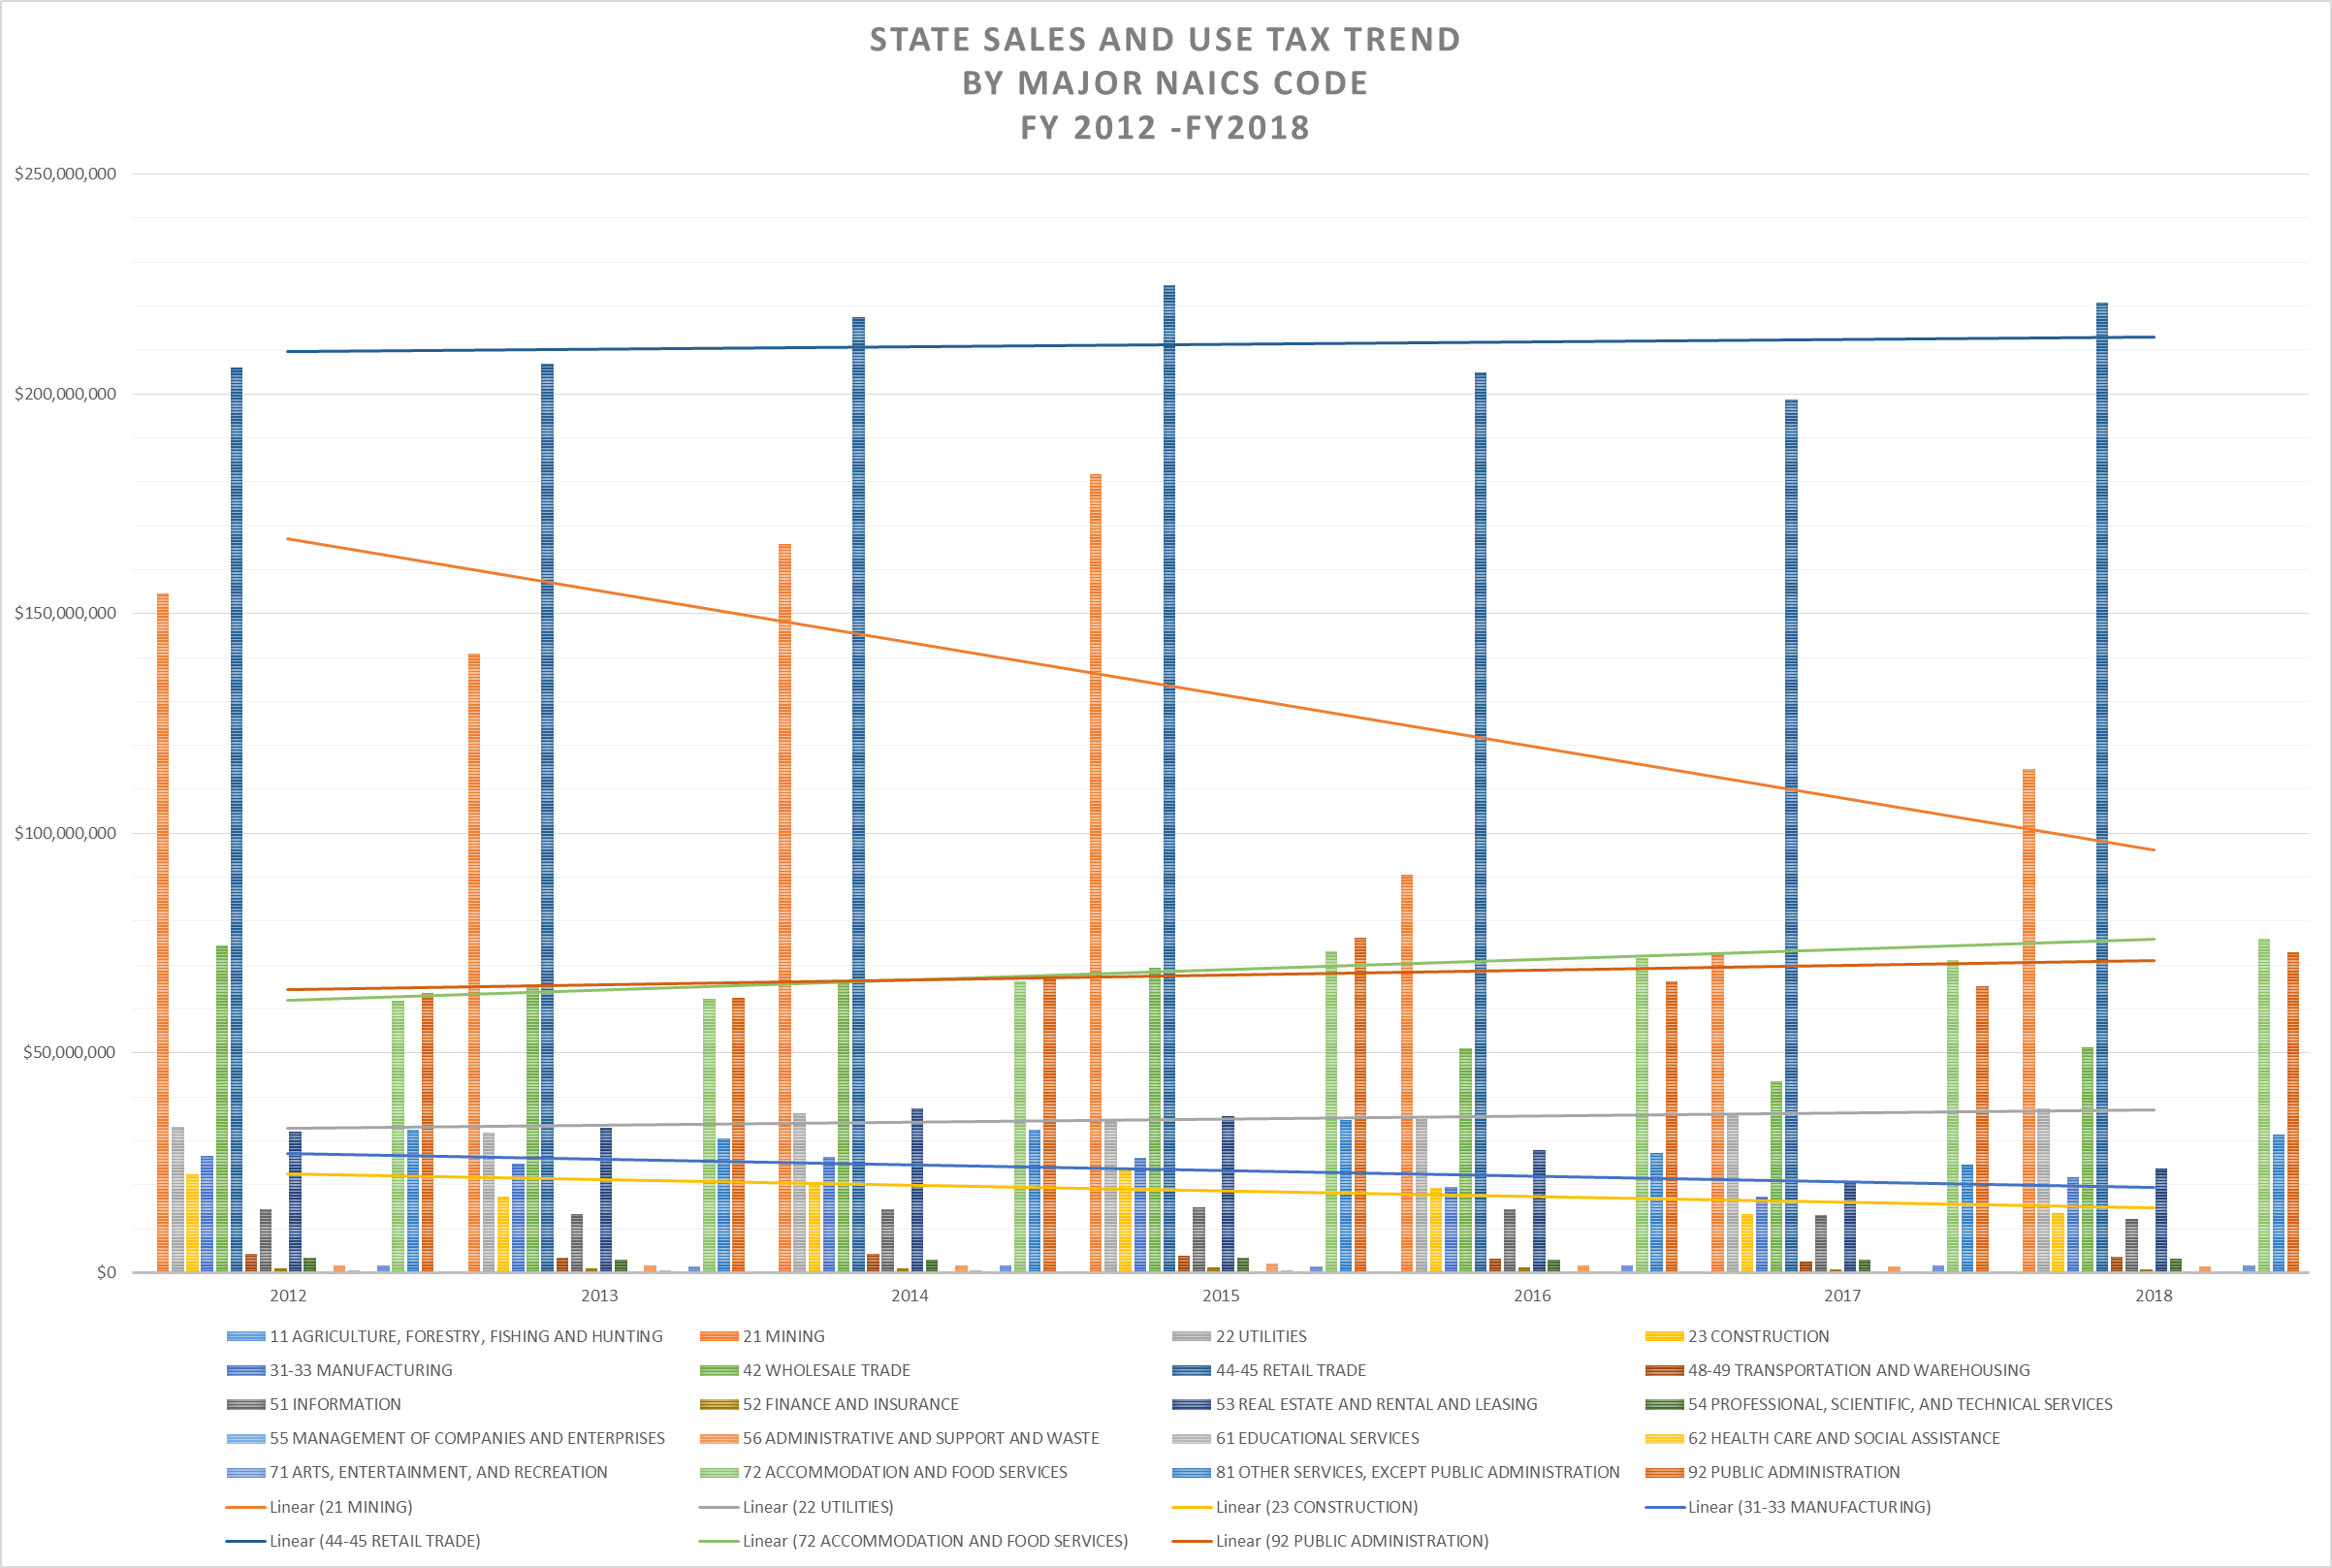 STATE SALES AND USE TAX TREND
BY MAJOR NAICS CODE
FY 2012 -FY2018
$250,000,000
$200,000,000
$150,000,000
$100,000,000
$50,000,000
$0
2012 2013 2014 2015 2016 2017 2018
11 AGRICULTURE, FORESTRY, FISHING AND HUNTING 21 MINING 22 UTILITIES 23 CONSTRUCTION
31-33 MANUFACTURING 42 WHOLESALE TRADE 44-45 RETAIL TRADE 48-49 TRANSPORTATION AND WAREHOUSING
51 INFORMATION 52 FINANCE AND INSURANCE 53 REAL ESTATE AND RENTAL AND LEASING 54 PROFESSIONAL, SCIENTIFIC, AND TECHNICAL SERVICES
55 MANAGEMENT OF COMPANIES AND ENTERPRISES 56 ADMINISTRATIVE AND SUPPORT AND WASTE 61 EDUCATIONAL SERVICES 62 HEALTH CARE AND SOCIAL ASSISTANCE
71 ARTS, ENTERTAINMENT, AND RECREATION 72 ACCOMMODATION AND FOOD SERVICES 81 OTHER SERVICES, EXCEPT PUBLIC ADMINISTRATION 92 PUBLIC ADMINISTRATION
Linear (21 MINING) Linear (22 UTILITIES) Linear (23 CONSTRUCTION) Linear (31-33 MANUFACTURING)
Linear (44-45 RETAIL TRADE) Linear (72 ACCOMMODATION AND FOOD SERVICES) Linear (92 PUBLIC ADMINISTRATION)